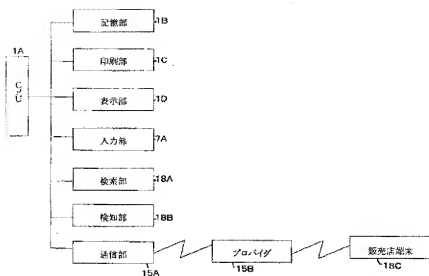 1A
CPU
記憶部
1B
印刷部
1C
表示部
1D
入力部
7A
検索部
18A
検知部
18B
通信部
15A
プロバイダ
15B
販売店端末
18C